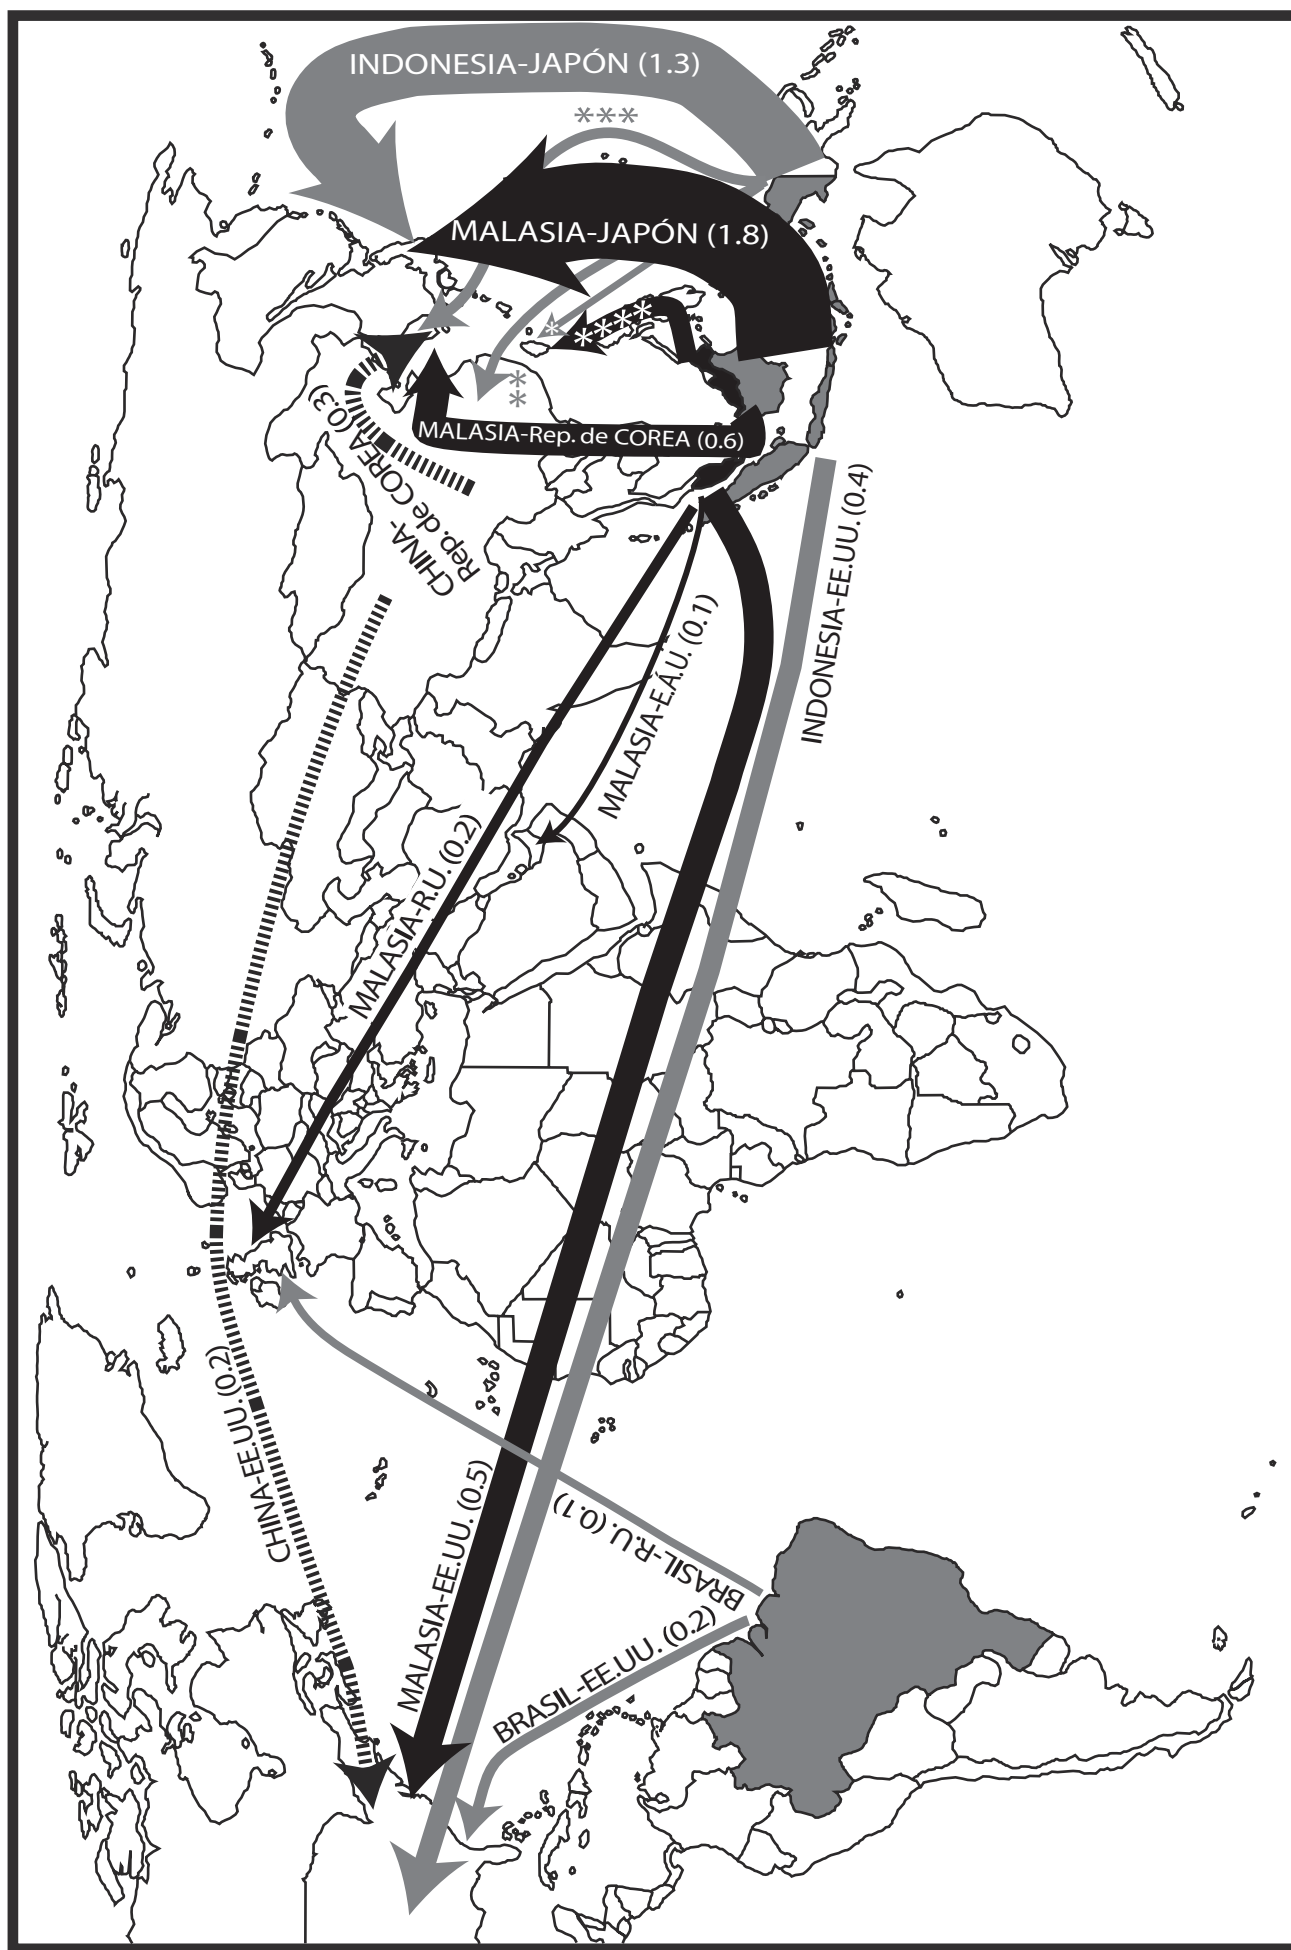 INDONESIA-JAPÓN (1.3)
***
MALASIA-JAPÓN (1.8)
*
****
**
MALASIA-Rep. de COREA (0.6)
CHINA-
Rep. de COREA (0.3)
INDONESIA-EE.UU. (0.4)
MALASIA-E.Á.U. (0.1)
MALASIA-R.U. (0.2)
CHINA-EE.UU. (0.2)
MALASIA-EE.UU. (0.5)
BRASIL-R.U. (0.1)
BRASIL-EE.UU. (0.2)